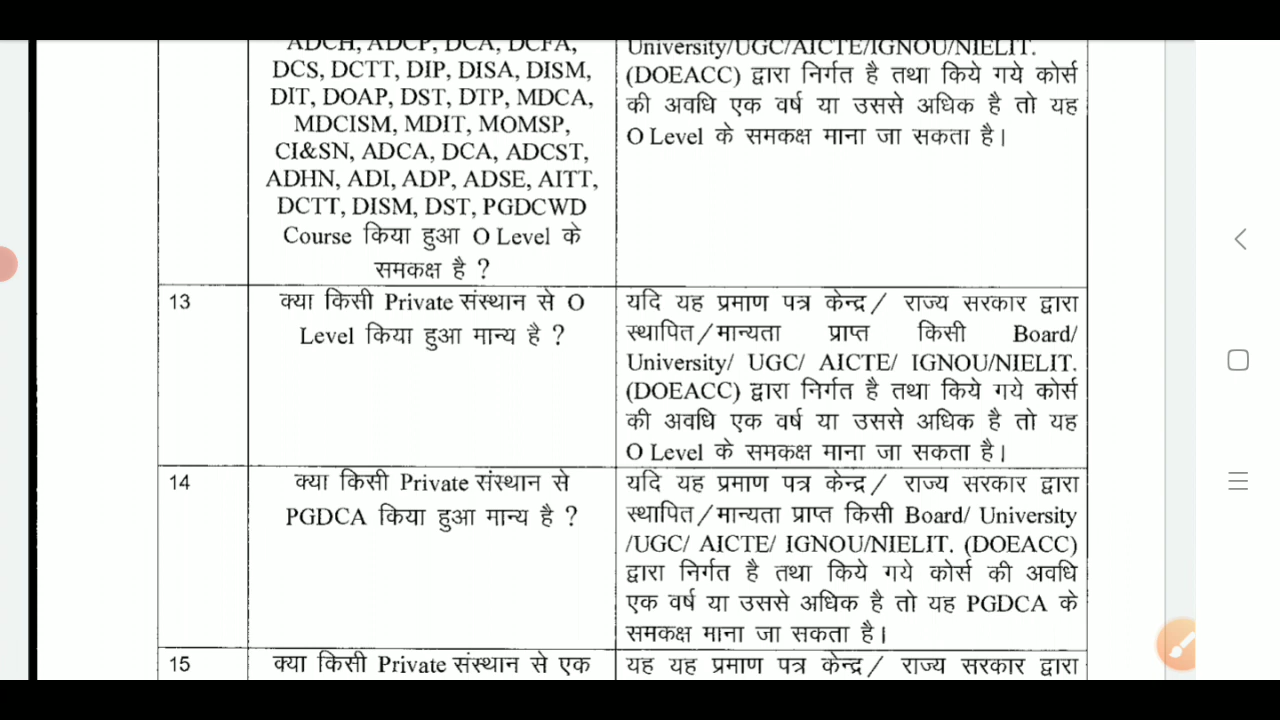 ADCH, ADCP, DCA, DCFA,
DCS, DCTT, DIP, DISA, DISM,
DIT, DOAP, DST, DTP, MDCA,
MDCISM, MDIT, MOMSP,
CI&SN, ADCA, DCA, ADCST,
ADHN, ADI, ADP, ADSE, AITT,
DCTT, DISM, DST, PGDCWD
Course किया हुआ O Level के
समकक्ष है ?
University/UGC/AICTE/IGNOU/NIELIT.
(DOEACC) द्वारा निर्गत है तथा किये गये कोर्स
की अवधि एक वर्ष या उससे अधिक है तो यह
O Level के समकक्ष माना जा सकता है।
13
क्या किसी Private संस्थान से O
Level किया हुआ मान्य है ?
यदि यह प्रमाण पत्र केन्द्र/ राज्य सरकार द्वारा
स्थापित/मान्यता प्राप्त किसी Board/
University/ UGC/ AICTE/ IGNOU/NIELIT.
(DOEACC) द्वारा निर्गत है तथा किये गये कोर्स
की अवधि एक वर्ष या उससे अधिक है तो यह
O Level के समकक्ष माना जा सकता है।
14
क्या किसी Private संस्थान से
PGDCA किया हुआ मान्य है ?
यदि यह प्रमाण पत्र केन्द्र/ राज्य सरकार द्वारा
स्थापित/मान्यता प्राप्त किसी Board/ University
/UGC/ AICTE/ IGNOU/NIELIT. (DOEACC)
द्वारा निर्गत है तथा किये गये कोर्स की अवधि
एक वर्ष या उससे अधिक है तो यह PGDCA के
समकक्ष माना जा सकता है।
15
क्या किसी Private संस्थान से एक
यह यह प्रमाण पत्र केन्द्र/ राज्य सरकार द्वारा